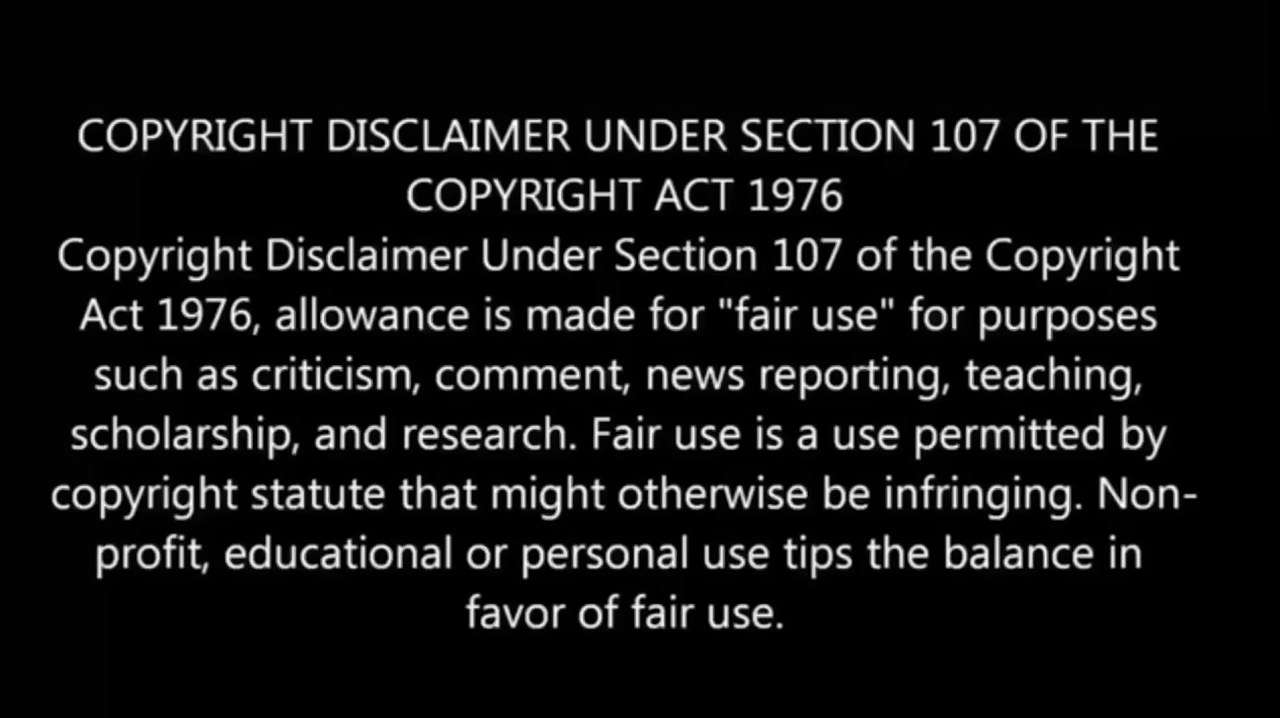 COPYRIGHT DISCLAIMER UNDER SECTION 107 OF THE
COPYRIGHT ACT 1976
Copyright Disclaimer Under Section 107 of the Copyright
Act 1976, allowance is made for "fair use" for purposes
such as criticism, comment, news reporting, teaching,
scholarship, and research. Fair use is a use permitted by
copyright statute that might otherwise be infringing. Non-
profit, educational or personal use tips the balance in
favor of fair use.